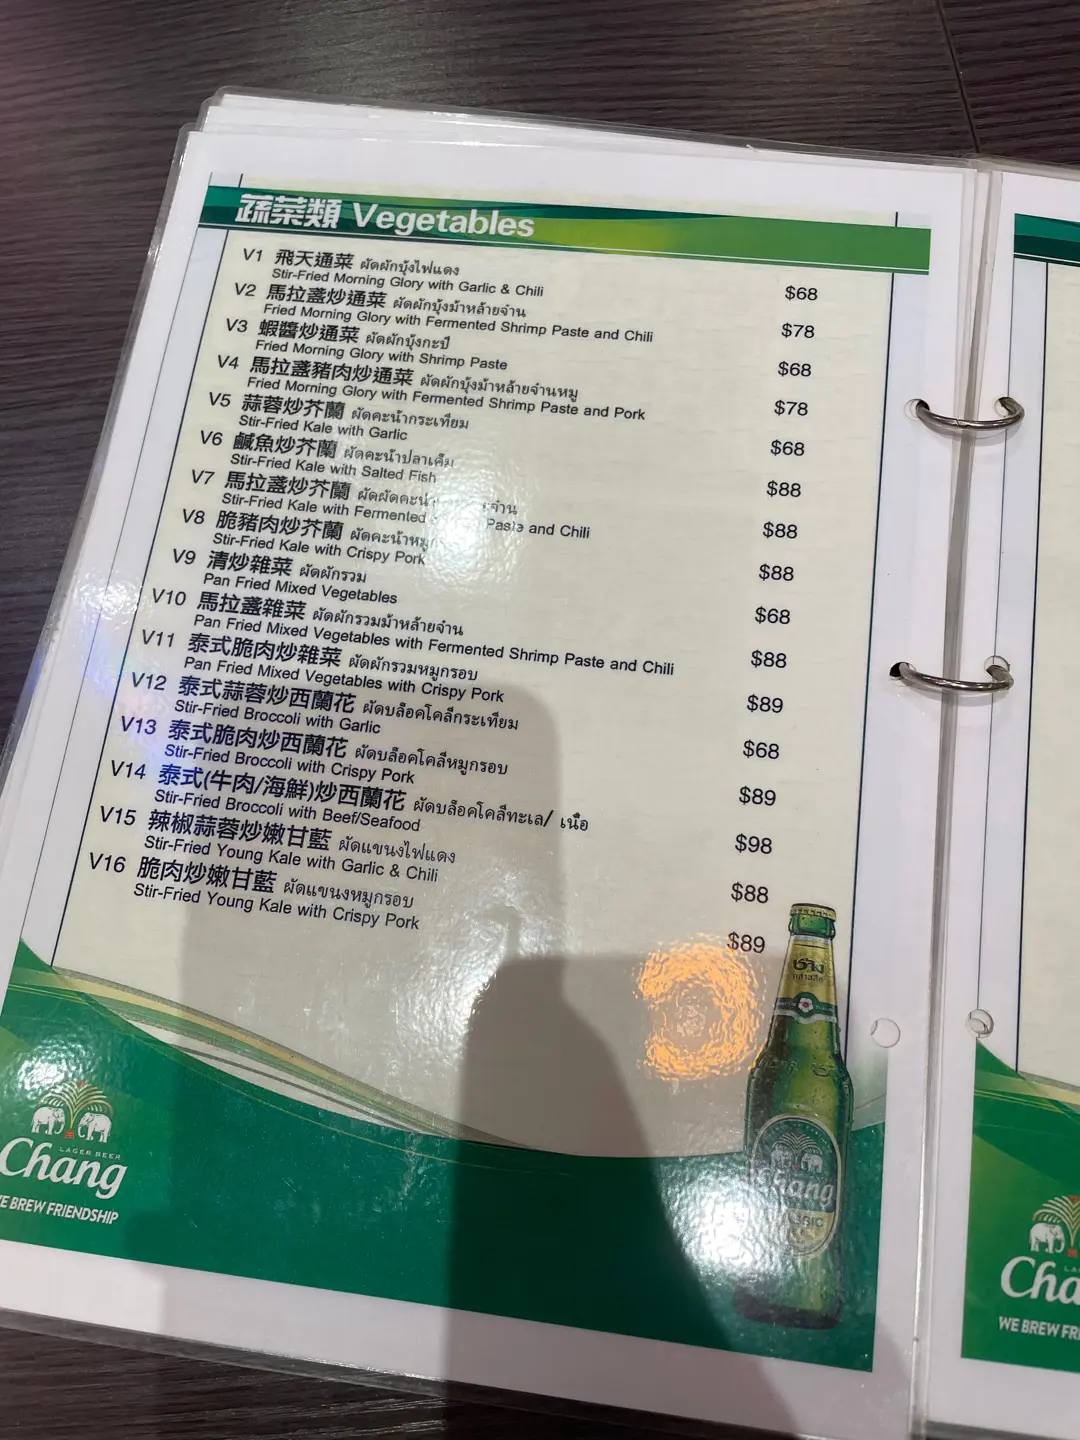 蔬菜類 Vegetables
V1 飛天通菜 ผัดผักบุ้งไฟแดง
Stir-Fried Morning Glory with Garlic & Chili $68
V2 馬拉盞炒通菜 ผัดผักบุ้งม้าหล้ายจ๋าน
Fried Morning Glory with Fermented Shrimp Paste and Chili $78
V3 蝦醬炒通菜 ผัดผักบุ้งกะปี
Fried Morning Glory with Shrimp Paste $68
V4 馬拉盞豬肉炒通菜 ผัดผักบุ้งม้าหล้ายจ๋านหมู
Fried Morning Glory with Fermented Shrimp Paste and Pork $78
V5 蒜蓉炒芥蘭 ผัดคะน้ากระเทียม
Stir-Fried Kale with Garlic $68
V6 鹹魚炒芥蘭 ผัดคะน้าปลาเค็ม
Stir-Fried Kale with Salted Fish $88
V7 馬拉盞炒芥蘭
Stir-Fried Kale with Fermented Paste and Chili $88
V8 脆豬肉炒芥蘭
Stir-Fried Kale with Crispy Pork $88
V9 清炒雜菜 ผัดผักรวม
Pan Fried Mixed Vegetables $68
V10 馬拉盞雜菜 ผัดผักรวมม้าหล้ายจ๋าน
Pan Fried Mixed Vegetables with Fermented Shrimp Paste and Chili $88
V11 泰式脆肉炒雜菜 ผัดผักรวมหมูกรอบ
Pan Fried Mixed Vegetables with Crispy Pork $89
V12 泰式蒜蓉炒西蘭花 ผัดบล็อคโคลี่กระเทียม
Stir-Fried Broccoli with Garlic $68
V13 泰式脆肉炒西蘭花 ผัดบล็อคโคลี่หมูกรอบ
Stir-Fried Broccoli with Crispy Pork $89
V14 泰式(牛肉/海鮮)炒西蘭花 ผัดบล็อคโคลี่ทะเล/ เนื้อ
Stir-Fried Broccoli with Beef/Seafood $98
V15 辣椒蒜蓉炒嫩甘藍 ผัดแขนงไฟแดง
Stir-Fried Young Kale with Garlic & Chili $88
V16 脆肉炒嫩甘藍 ผัดแขนงหมูกรอบ
Stir-Fried Young Kale with Crispy Pork $89
ช้าง
คลาสสิก
Chang
LAGER BEER
Chang
WE BREW FRIENDSHIP
Cha
WE BREW FR